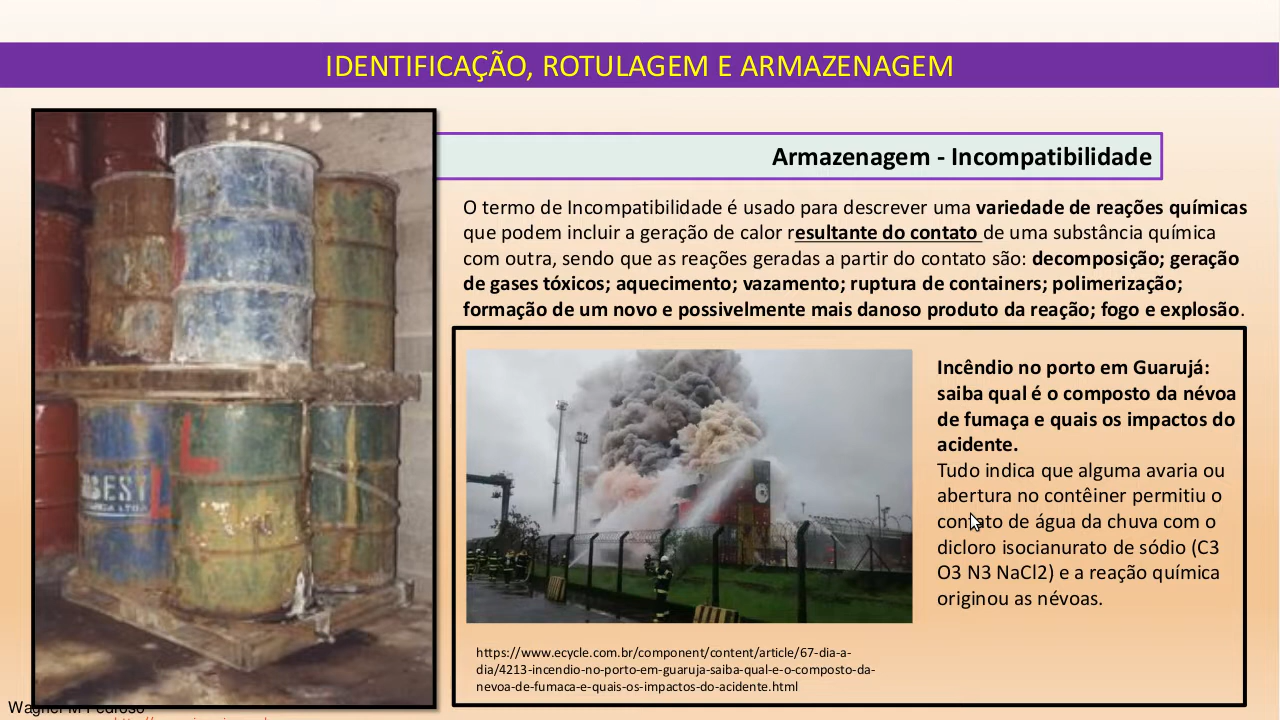 IDENTIFICAÇÃO, ROTULAGEM E ARMAZENAGEM
Armazenagem - Incompatibilidade
O termo de Incompatibilidade é usado para descrever uma variedade de reações químicas
que podem incluir a geração de calor resultante do contato de uma substância química
com outra, sendo que as reações geradas a partir do contato são: decomposição; geração
de gases tóxicos; aquecimento; vazamento; ruptura de containers; polimerização;
formação de um novo e possivelmente mais danoso produto da reação; fogo e explosão.
BESY
Incêndio no porto em Guarujá:
saiba qual é o composto da névoa
de fumaça e quais os impactos do
acidente.
Tudo indica que alguma avaria ou
abertura no contêiner permitiu o
contato de água da chuva com o
dicloro isocianurato de sódio (C3
O3 N3 NaCl2) e a reação química
originou as névoas.
https://www.ecycle.com.br/component/content/article/67-dia-a-
dia/4213-incendio-no-porto-em-guaruja-saiba-qual-e-o-composto-da-
nevoa-de-fumaca-e-quais-os-impactos-do-acidente.html
Wagner M Pedroso